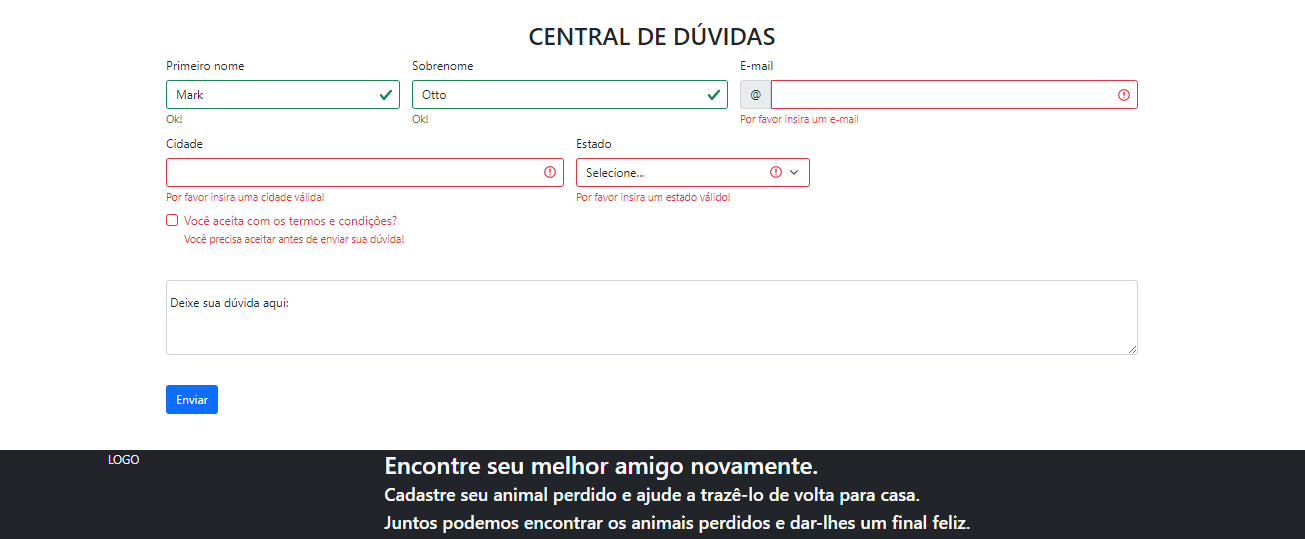 CENTRAL DE DÚVIDAS
Primeiro nome Sobrenome E-mail
Mark Otto @
Ok! Ok! Por favor insira um e-mail
Cidade Estado
Selecione...
Por favor insira uma cidade válida! Por favor insira um estado válido!
Você aceita com os termos e condições?
Você precisa aceitar antes de enviar sua dúvida!
Deixe sua dúvida aqui:
Enviar
LOGO
Encontre seu melhor amigo novamente.
Cadastre seu animal perdido e ajude a trazê-lo de volta para casa.
Juntos podemos encontrar os animais perdidos e dar-lhes um final feliz.